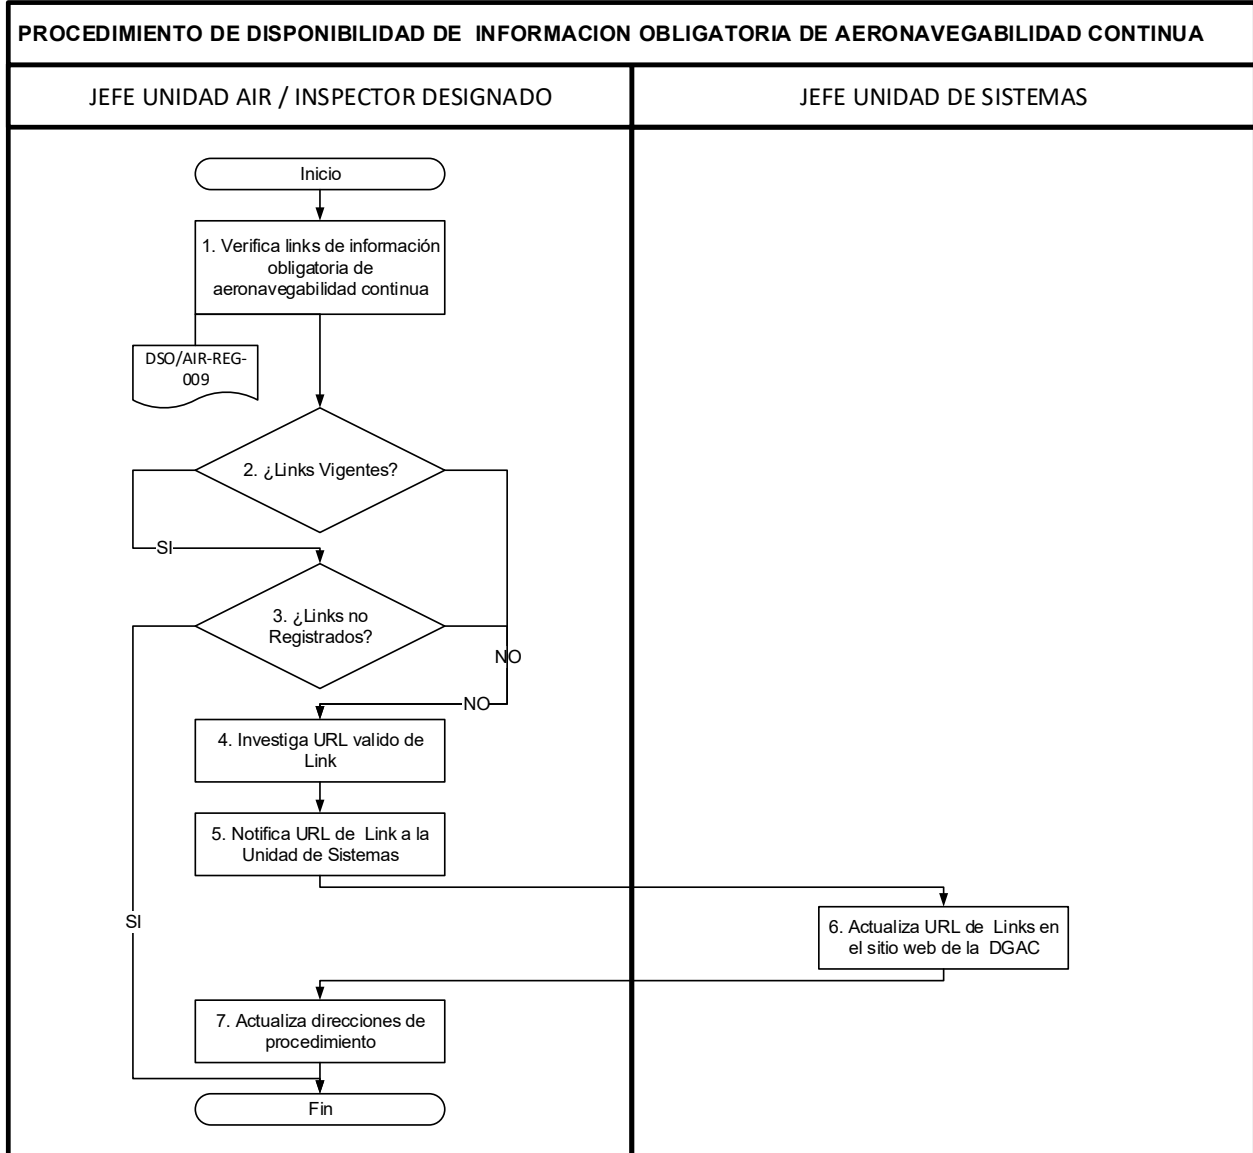 PROCEDIMIENTO DE DISPONIBILIDAD DE INFORMACION OBLIGATORIA DE AERONAVEGABILIDAD CONTINUA
JEFE UNIDAD AIR / INSPECTOR DESIGNADO
JEFE UNIDAD DE SISTEMAS
Inicio
1. Verifica links de información
obligatoria de
aeronavegabilidad continua
DSO/AIR-REG-
009
2. ¿Links Vigentes?
SI
3. ¿Links no
Registrados?
NO
NO
4. Investiga URL valido de
Link
5. Notifica URL de Link a la
Unidad de Sistemas
SI
6. Actualiza URL de Links en
el sitio web de la DGAC
7. Actualiza direcciones de
procedimiento
Fin